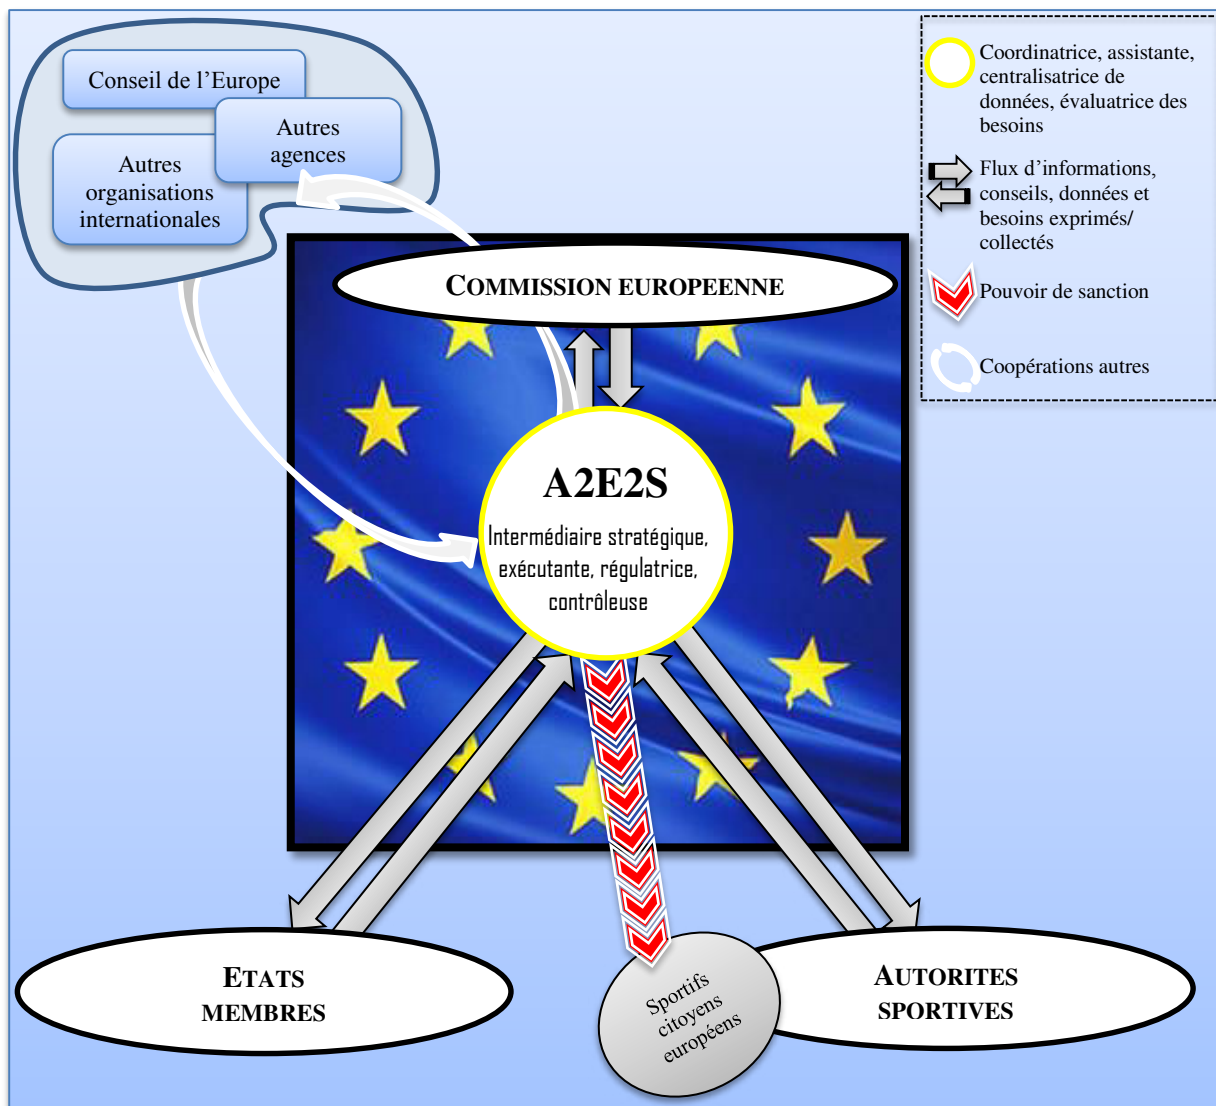 Conseil de l’Europe
Autres
agences
Autres
organisations
internationales
Coordinatrice, assistante,
centralisatrice de
données, évaluatrice des
besoins
Flux d’informations,
conseils, données et
besoins exprimés/
collectés
Pouvoir de sanction
Coopérations autres
COMMISSION EUROPEENNE
A2E2S
Intermédiaire stratégique,
exécutante, régulatrice,
contrôleuse
ETATS
MEMBRES
Sportifs
citoyens
européens
AUTORITES
SPORTIVES